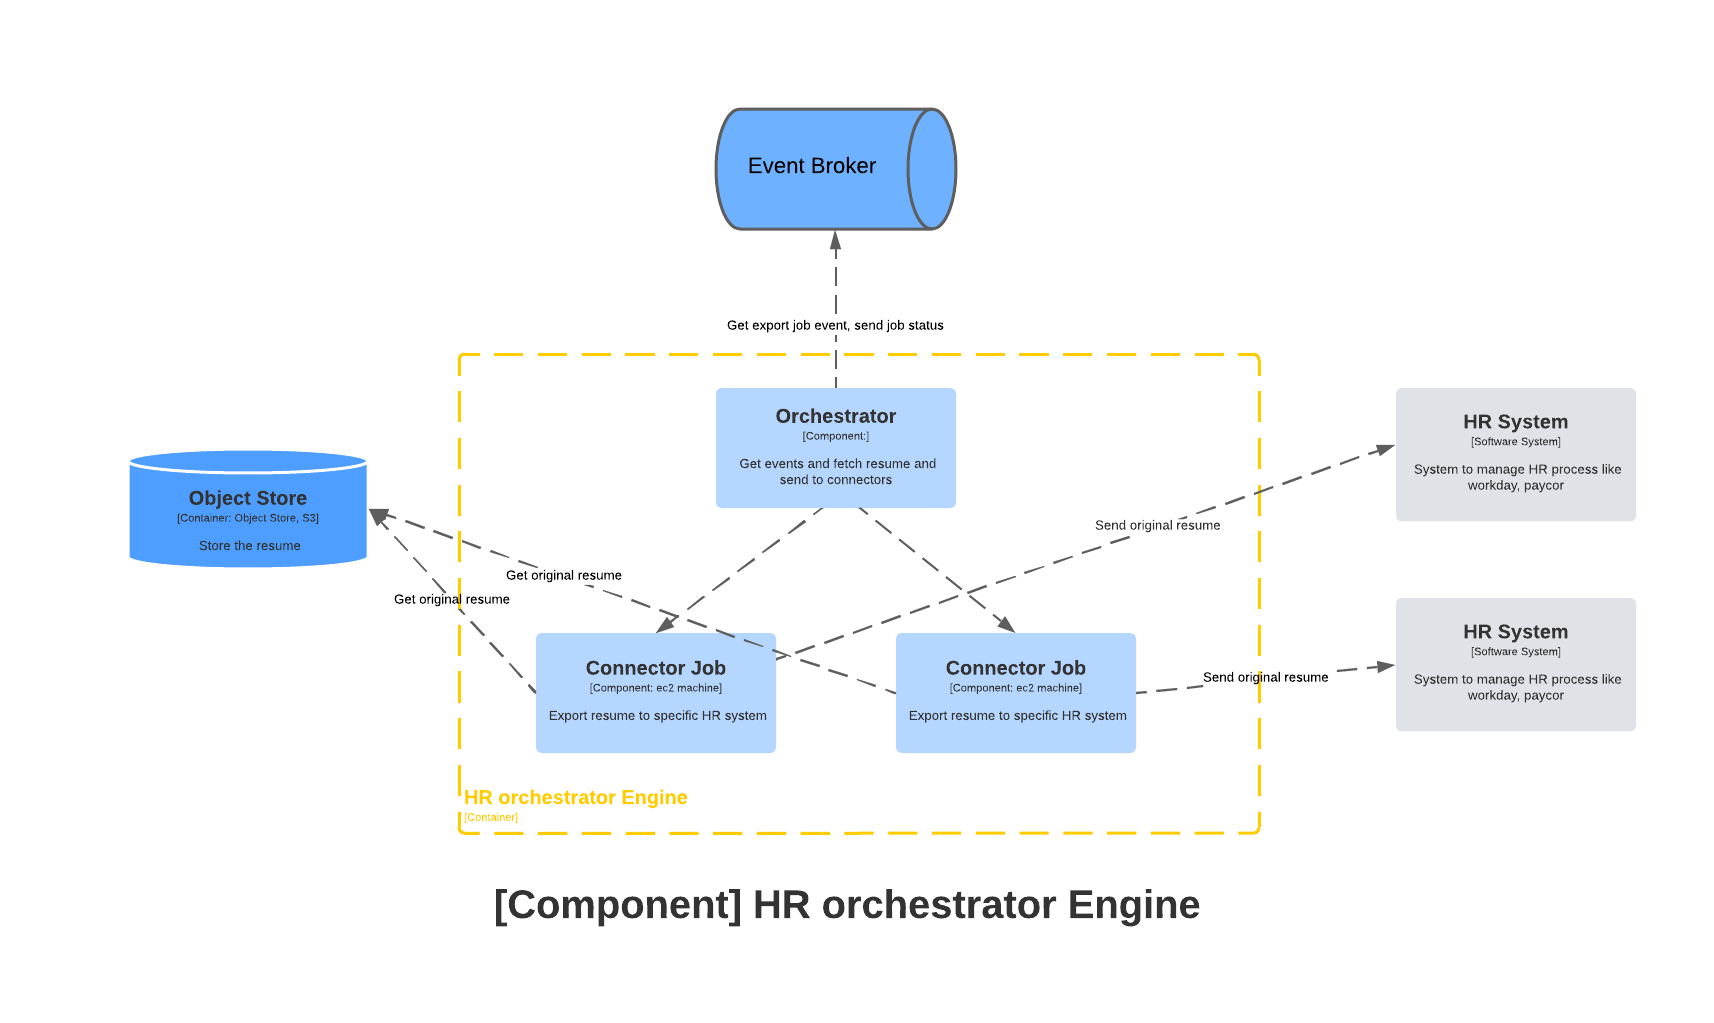 Event Broker
Get export job event, send job status
Orchestrator
[Component:]
Get events and fetch resume and
send to connectors
HR System
[Software System]
System to manage HR process like
workday, paycor
Object Store
[Container: Object Store, S3]
Store the resume
Send original resume
Get original resume
Get original resume
HR System
[Software System]
System to manage HR process like
workday, paycor
Connector Job
[Component: ec2 machine]
Export resume to specific HR system
Connector Job
[Component: ec2 machine]
Export resume to specific HR system
Send original resume
HR orchestrator Engine
[Container]
[Component] HR orchestrator Engine